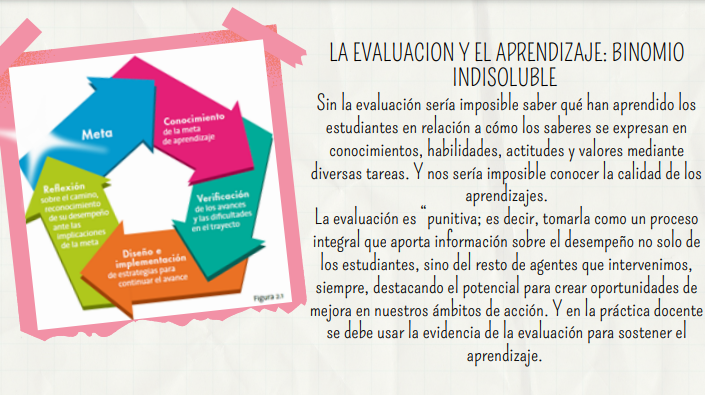 LA EVALUACION Y EL APRENDIZAJE: BINOMIO
INDISOLUBLE
Sin la evaluación sería imposible saber qué han aprendido los
estudiantes en relación a cómo los saberes se expresan en
conocimientos, habilidades, actitudes y valores mediante
diversas tareas. Y nos sería imposible conocer la calidad de los
aprendizajes.
La evaluación es “punitiva; es decir, tomarla como un proceso
integral que aporta información sobre el desempeño no solo de
los estudiantes, sino del resto de agentes que intervenimos,
siempre, destacando el potencial para crear oportunidades de
mejora en nuestros ámbitos de acción. Y en la práctica docente
se debe usar la evidencia de la evaluación para sostener el
aprendizaje.
Meta
Conocimiento
de la meta
de aprendizaje
Verificación
de los avances
y las dificultades
en el trayecto
Diseño e
implementación
de estrategias para
continuar el avance
Reflexión
sobre el camino,
reconocimiento
de su desempeño
ante las
implicaciones
de la meta
Figura 2.1